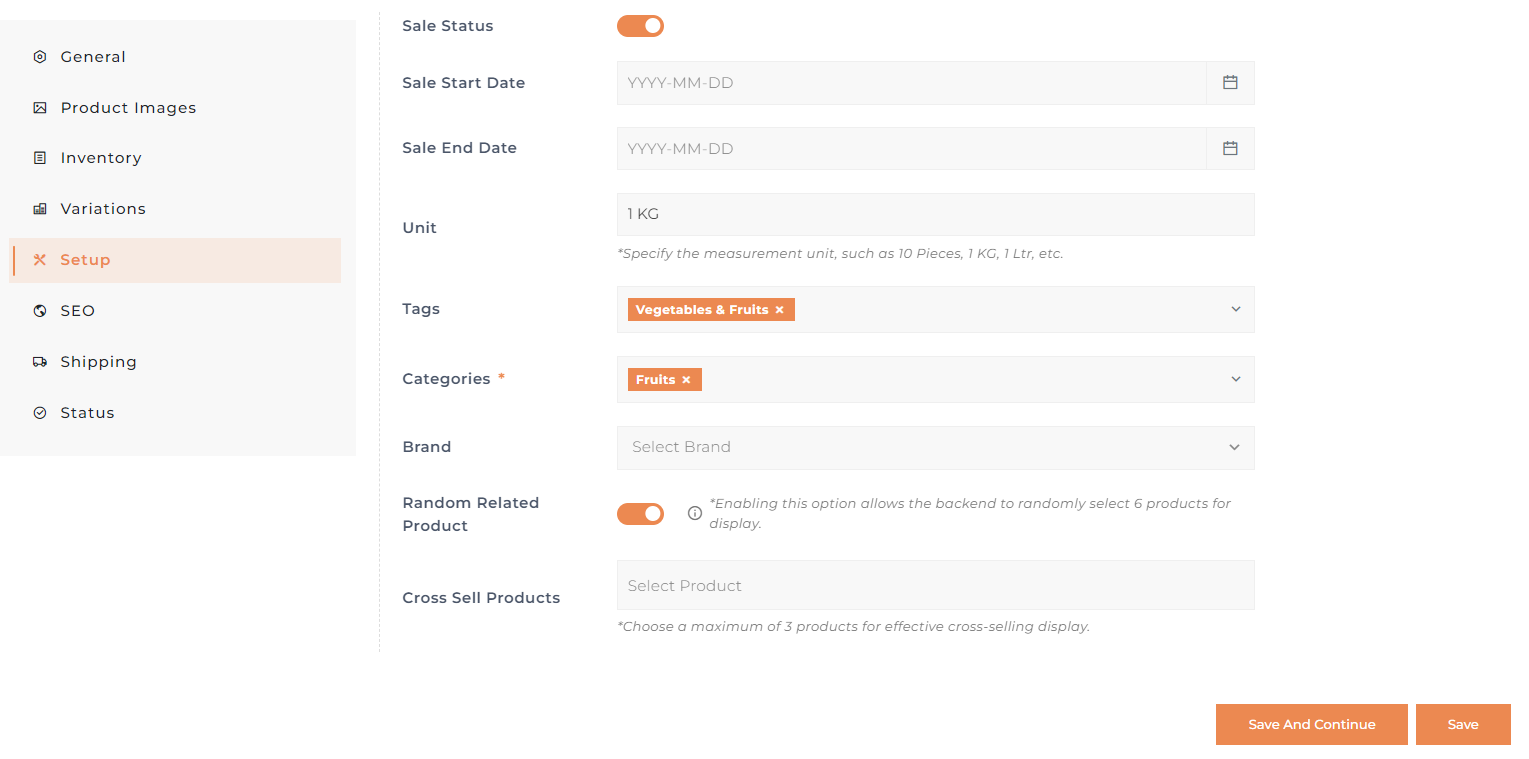 General
Product Images
Inventory
Variations
Setup
SEO
Shipping
Status
Sale Status
Sale Start Date
YYYY-MM-DD
Sale End Date
YYYY-MM-DD
Unit
1 KG
*Specify the measurement unit, such as 10 Pieces, 1 KG, 1 Ltr, etc.
Tags
Vegetables & Fruits ×
Categories *
Fruits ×
Brand
Select Brand
Random Related
Product
*Enabling this option allows the backend to randomly select 6 products for
display.
Cross Sell Products
Select Product
*Choose a maximum of 3 products for effective cross-selling display.
Save And Continue
Save